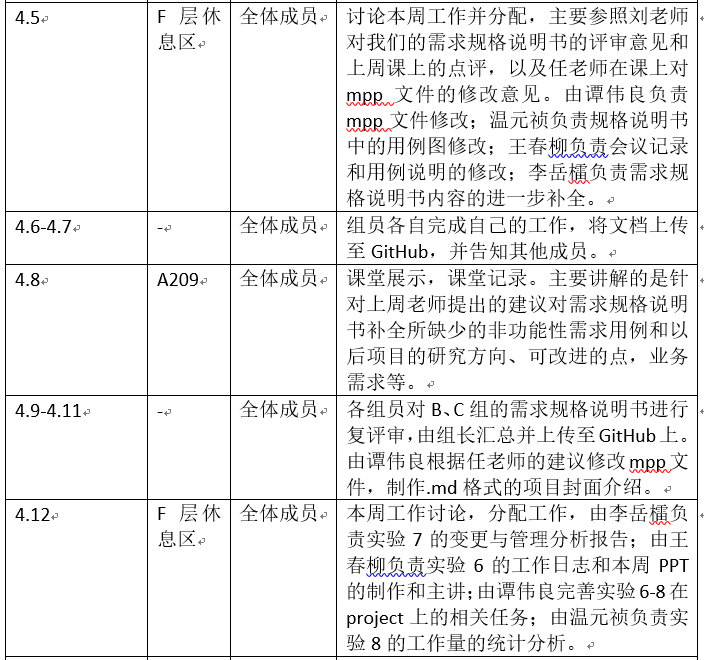 4.5
F 层休
息区
全体成员
讨论本周工作并分配，主要参照刘老师
对我们的需求规格说明书的评审意见和
上周课上的点评，以及任老师在课上对
mpp 文件的修改意见。由谭伟良负责
mpp 文件修改；温元祯负责规格说明书
中的用例图修改；王春柳负责会议记录
和用例说明的修改；李岳檑负责需求规
格说明书内容的进一步补全。
4.6-4.7
-
全体成员
组员各自完成自己的工作，将文档上传
至 GitHub，并告知其他成员。
4.8
A209
全体成员
课堂展示，课堂记录。主要讲解的是针
对上周老师提出的建议对需求规格说明
书补全所缺少的非功能性需求用例和以
后项目的研究方向、可改进的点，业务
需求等。
4.9-4.11
-
全体成员
各组员对 B、C 组的需求规格说明书进行
复评审，由组长汇总并上传至 GitHub 上。
由谭伟良根据任老师的建议修改 mpp 文
件，制作.md 格式的项目封面介绍。
4.12
F 层休
息区
全体成员
本周工作讨论，分配工作，由李岳檑负
责实验 7 的变更与管理分析报告；由王
春柳负责实验 6 的工作日志和本周 PPT
的制作和主讲；由谭伟良完善实验 6-8 在
project 上的相关任务；由温元祯负责实
验 8 的工作量的统计分析。